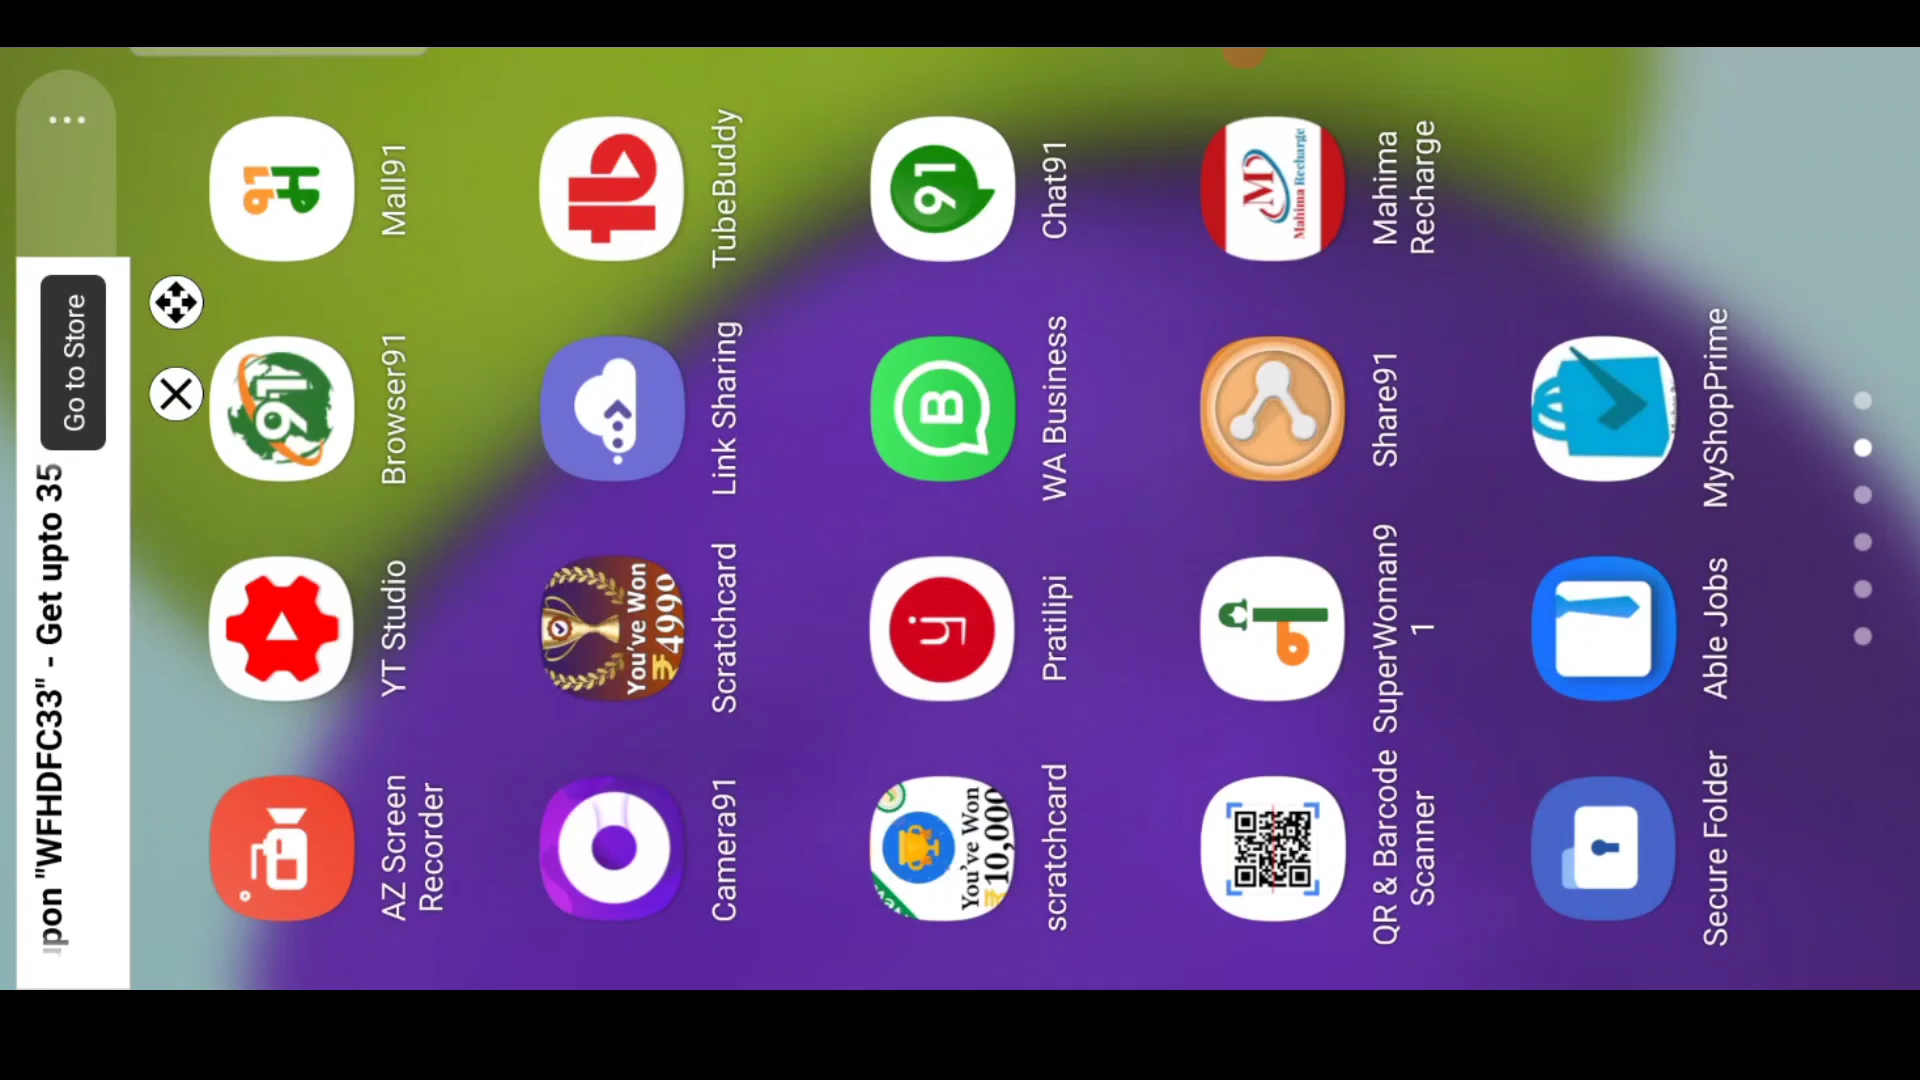 pon "WFHDFC33" - Get upto 35
Go to Store
AZ Screen
Recorder
YT Studio
91
Browser91
91
Mall91
Camera91
You've Won
₹4990
Scratchcard
Link Sharing
TubeBuddy
You've Won
₹10,000
scratchcard
Pratilipi
B
WA Business
91
Chat91
QR & Barcode
Scanner
SuperWoman9
1
Share91
M
Mahima Recharge
Mahima
Recharge
Secure Folder
Able Jobs
MyShopPrime